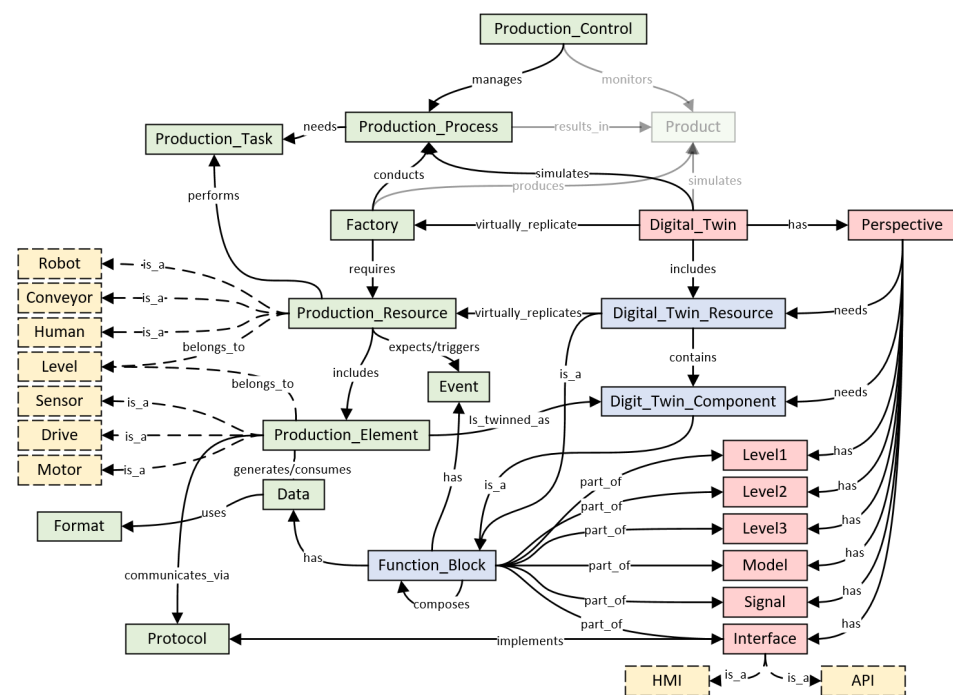 Production_Control
manages
monitors
Production_Task
needs
Production_Process
results_in
Product
conducts
simulates
produces
simulates
performs
Factory
virtually_replicate
Digital_Twin
has
Perspective
Robot
is_a
requires
includes
Conveyor
is_a
Production_Resource
virtually_replicates
Digital_Twin_Resource
needs
Human
is_a
belongs_to
expects/triggers
contains
Level
belongs_to
includes
Event
is_a
needs
Sensor
is_a
Is_twinned_as
Digit_Twin_Component
Drive
is_a
Production_Element
Level1
has
Motor
is_a
generates/consumes
has
is_a
part_of
Level2
has
Data
part_of
Format
uses
part_of
Level3
has
has
Function_Block
part_of
Model
has
communicates_via
composes
part_of
Signal
has
part_of
Protocol
implements
Interface
has
HMI
is_a
is_a
API